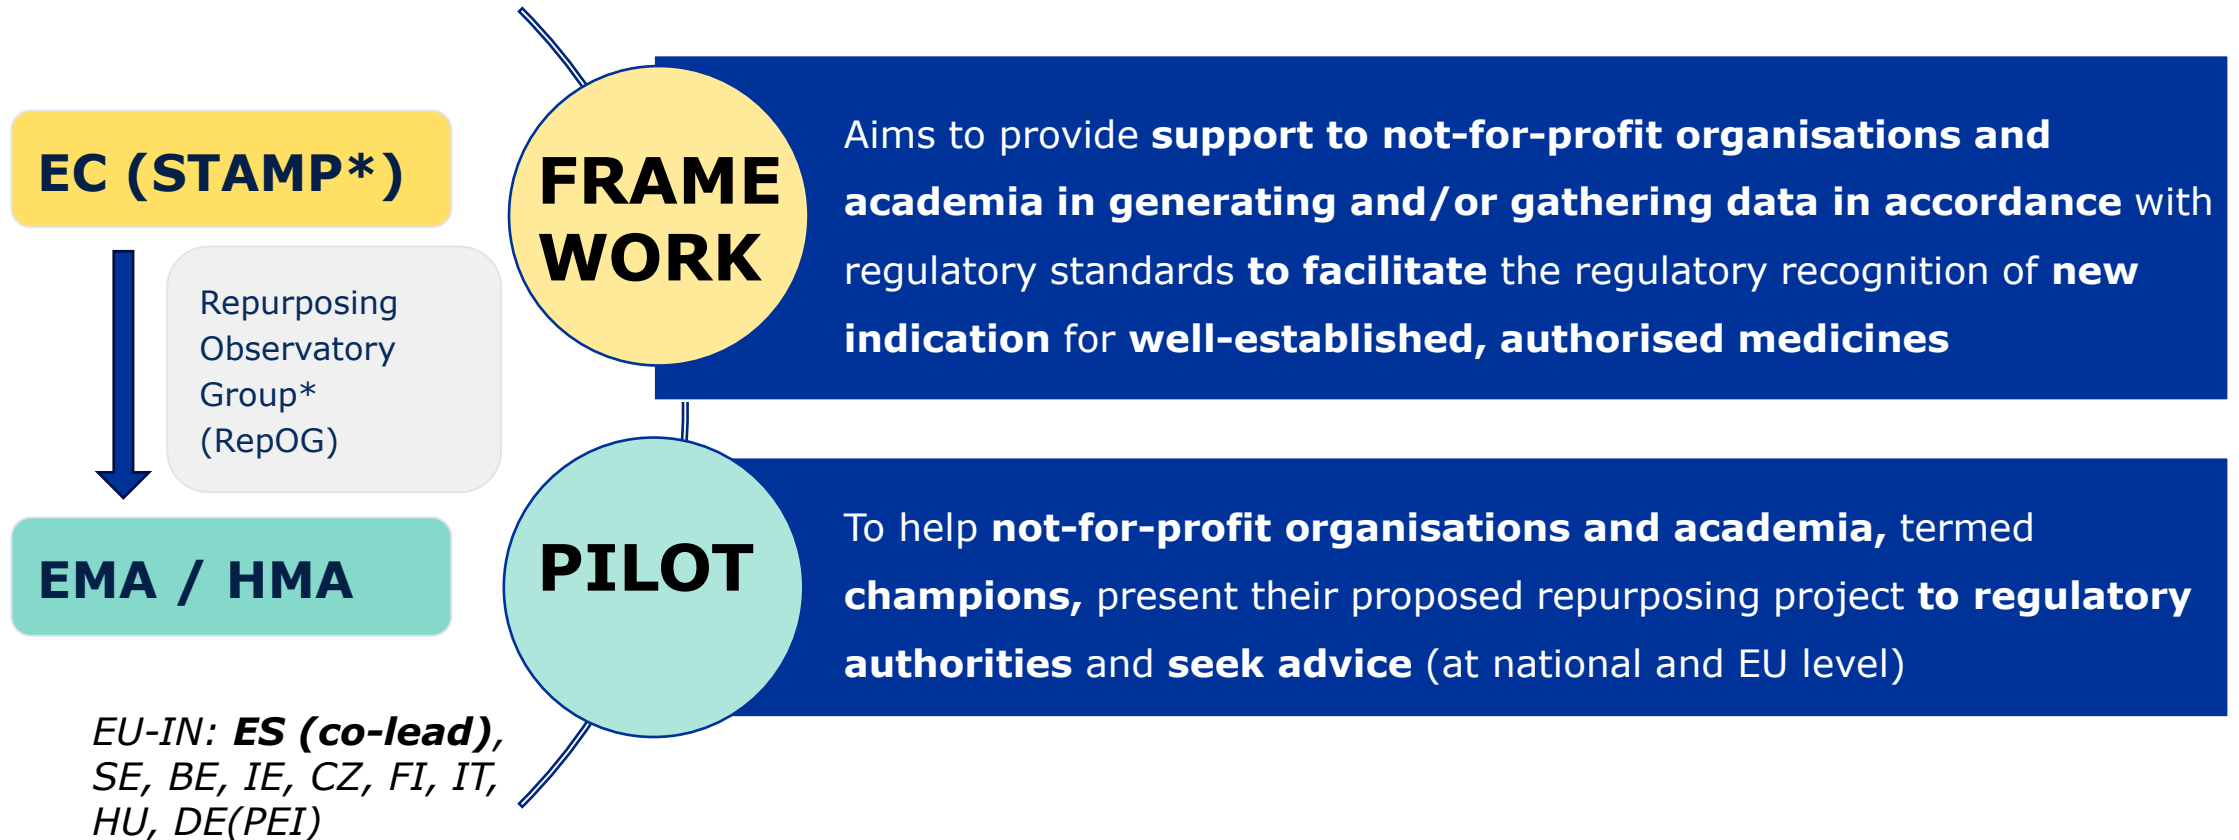 EC (STAMP*)
Repurposing
Observatory
Group*
(RepOG)
EMA / HMA
EU-IN: ES (co-lead),
SE, BE, IE, CZ, FI, IT,
HU, DE(PEI)
FRAME
WORK
Aims to provide support to not-for-profit organisations and
academia in generating and/or gathering data in accordance with
regulatory standards to facilitate the regulatory recognition of new
indication for well-established, authorised medicines
PILOT
To help not-for-profit organisations and academia, termed
champions, present their proposed repurposing project to regulatory
authorities and seek advice (at national and EU level)